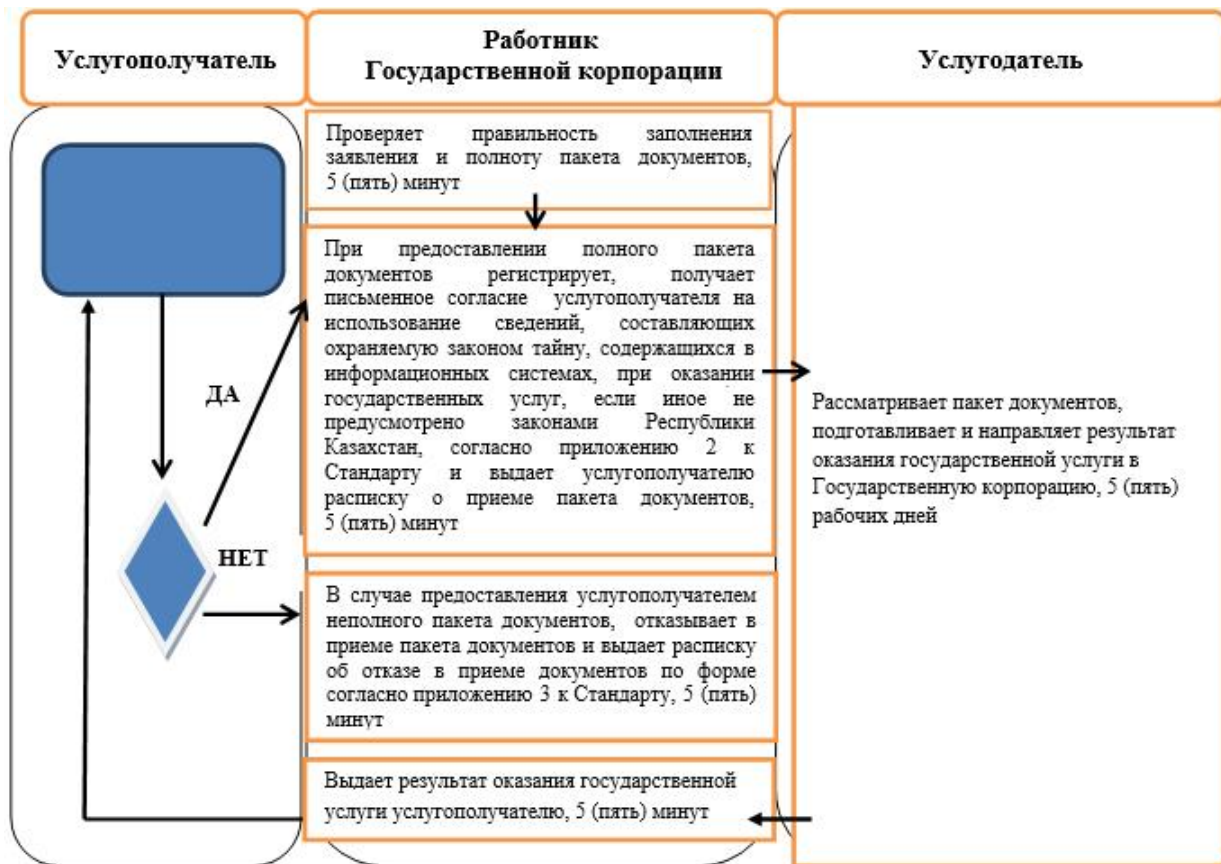 Услугополучатель
Работник
Государственной корпорации
Услугодатель
Проверяет правильность заполнения
заявления и полноту пакета документов,
5 (пять) минут
При предоставлении полного пакета
документов регистрирует, получает
письменное согласие услугополучателя на
использование сведений, составляющих
охраняемую законом тайну, содержащихся в
информационных системах, при оказании
государственных услуг, если иное не
предусмотрено законами Республики
Казахстан, согласно приложению 2 к
Стандарту и выдает услугополучателю
расписку о приеме пакета документов,
5 (пять) минут
ДА
НЕТ
Рассматривает пакет документов,
подготавливает и направляет результат
оказания государственной услуги в
Государственную корпорацию, 5 (пять)
рабочих дней
В случае предоставления услугополучателем
неполного пакета документов, отказывает в
приеме пакета документов и выдает расписку
об отказе в приеме документов по форме
согласно приложению 3 к Стандарту, 5 (пять)
минут
Выдает результат оказания государственной
услуги услугополучателю, 5 (пять) минут